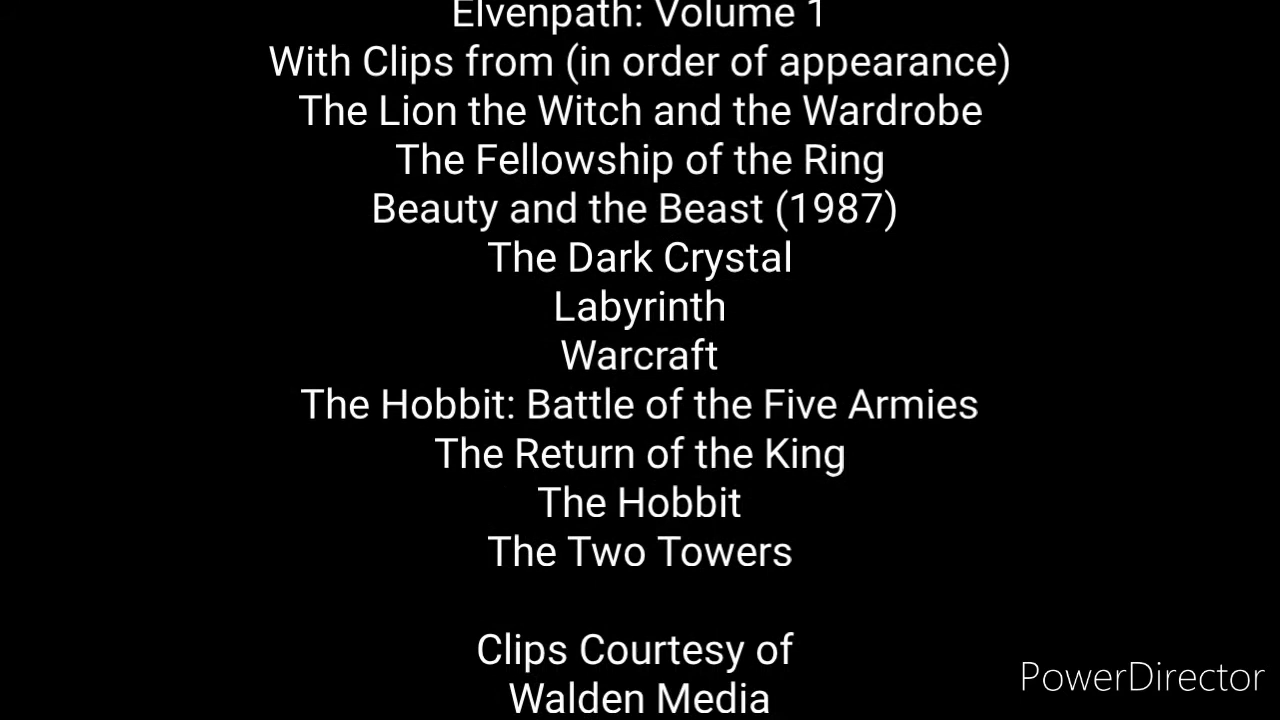 Elvenpath: Volume 1
With Clips from (in order of appearance)
The Lion the Witch and the Wardrobe
The Fellowship of the Ring
Beauty and the Beast (1987)
The Dark Crystal
Labyrinth
Warcraft
The Hobbit: Battle of the Five Armies
The Return of the King
The Hobbit
The Two Towers
Clips Courtesy of
Walden Media
PowerDirector